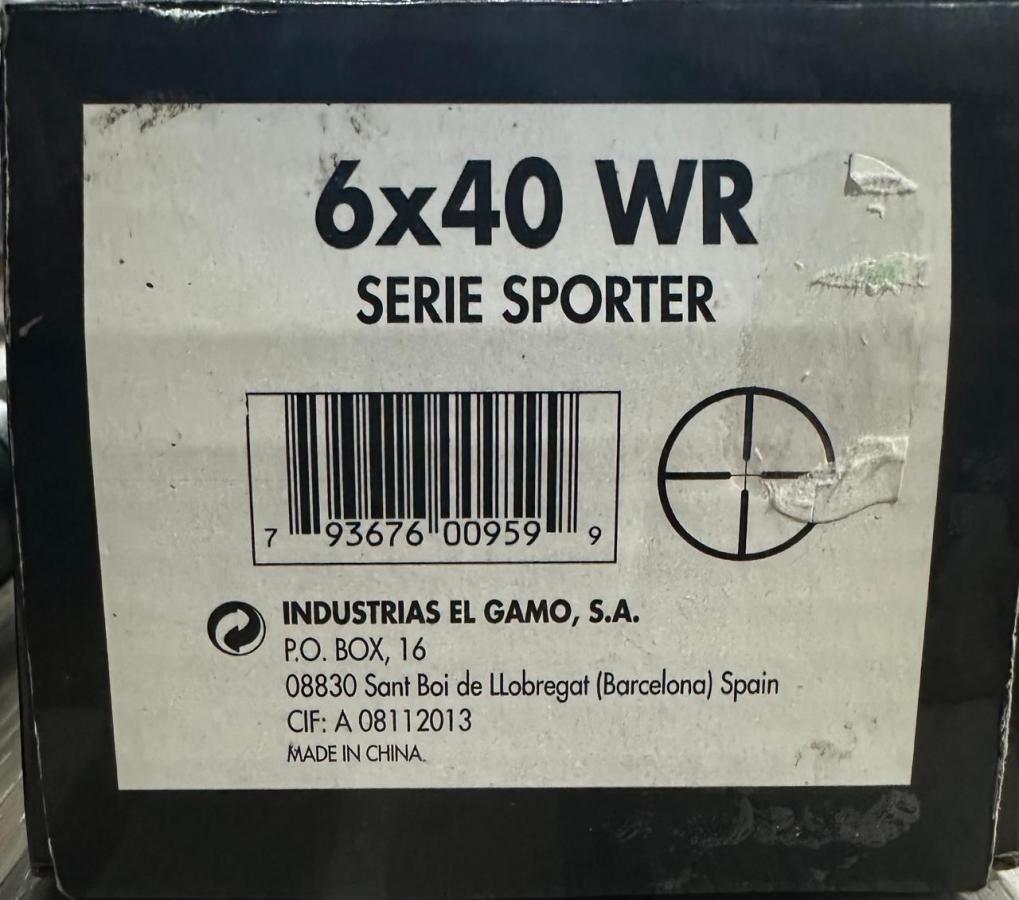 6x40 WR
SERIE SPORTER
7 93676 00959 9
INDUSTRIAS EL GAMO, S.A.
P.O. BOX, 16
08830 Sant Boi de LLobregat (Barcelona) Spain
CIF: A 08112013
MADE IN CHINA.